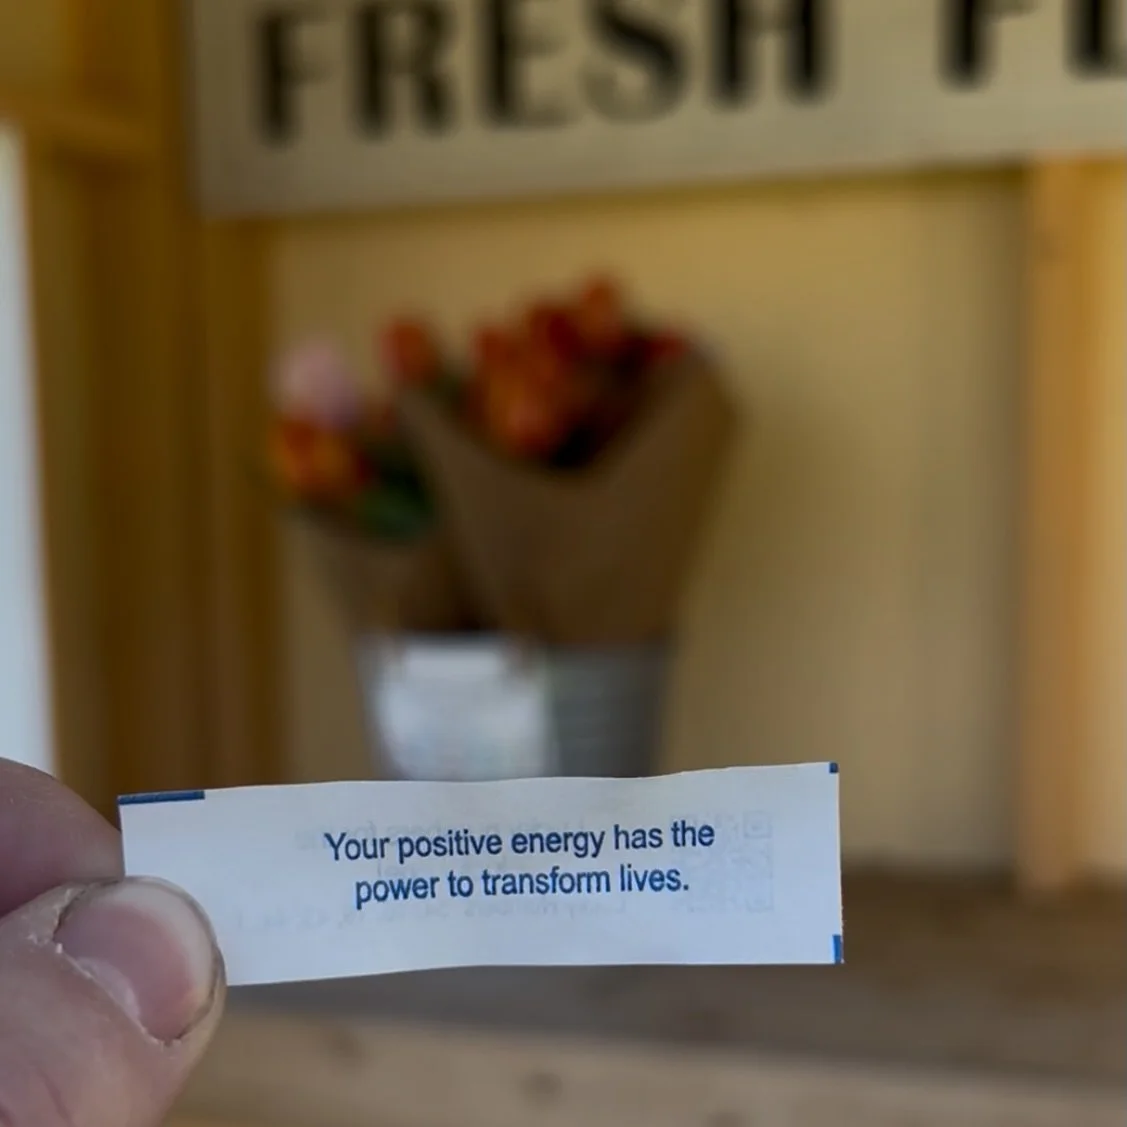 FRESH
Your positive energy has the
power to transform lives.